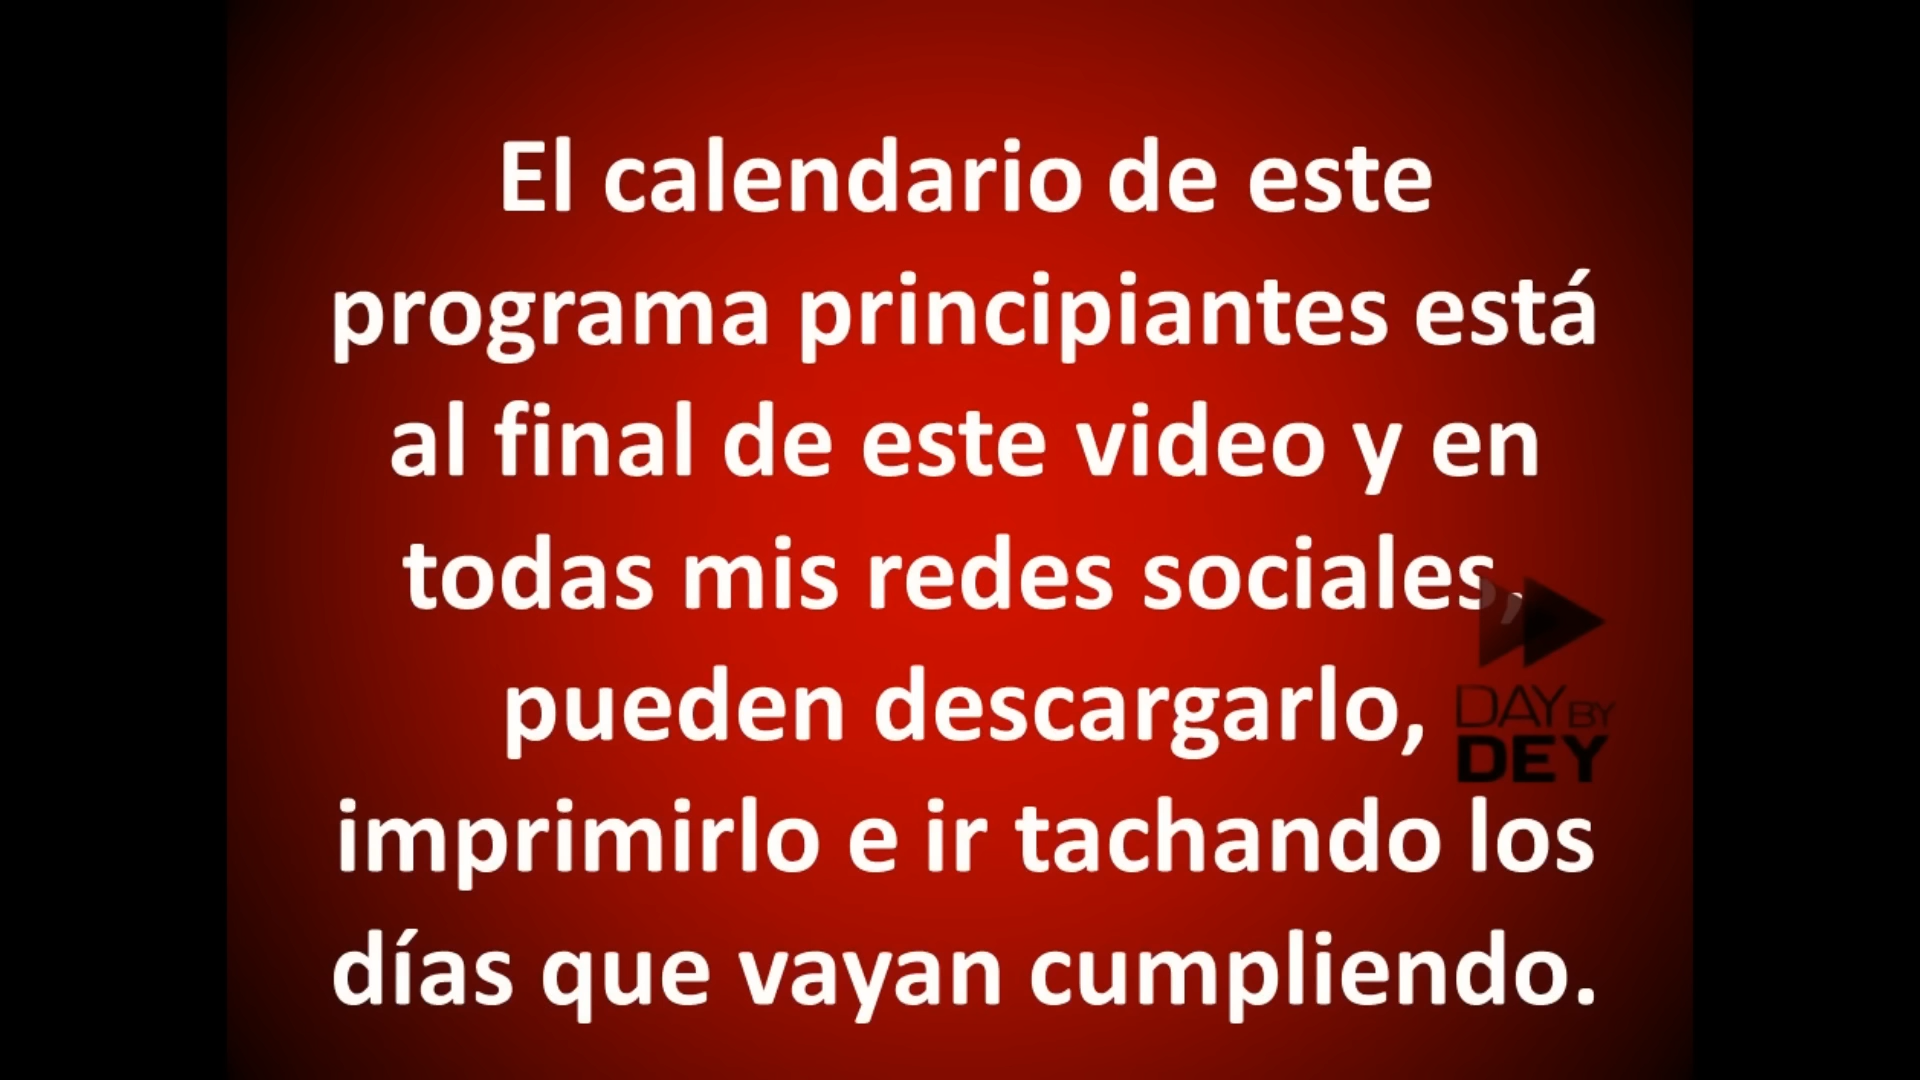 El calendario de este
programa principiantes está
al final de este video y en
todas mis redes sociales,
pueden descargarlo,
imprimirlo e ir tachando los
días que vayan cumpliendo.
DAY BY
DEY